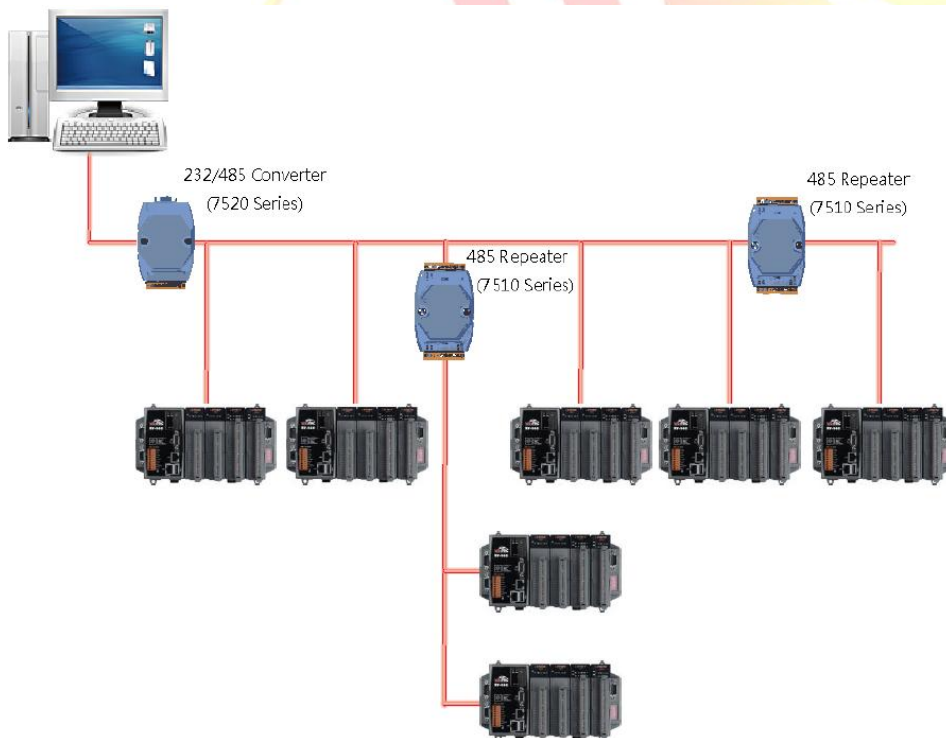 232/485 Converter
(7520 Series)
485 Repeater
(7510 Series)
485 Repeater
(7510 Series)